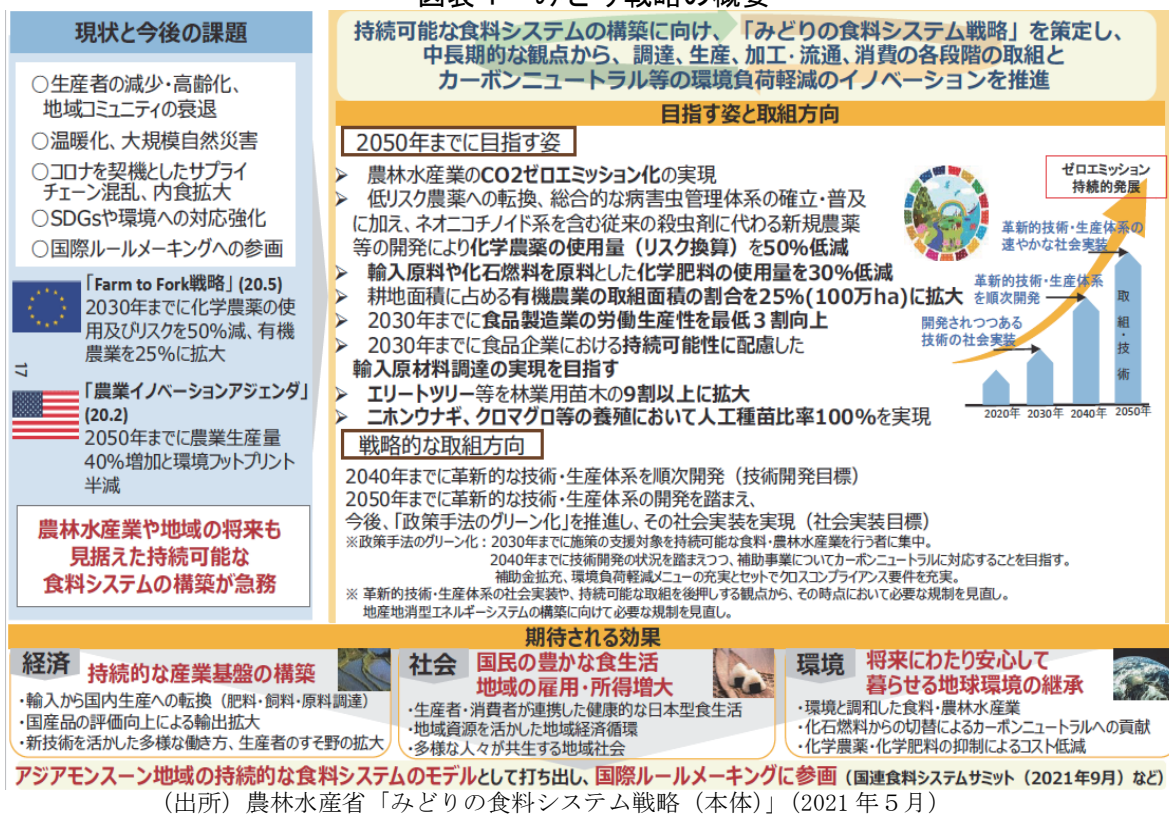 現状と今後の課題
○生産者の減少・高齢化、
地域コミュニティの衰退
○温暖化、大規模自然災害
○コロナを契機としたサプライ
チェーン混乱、内食拡大
○SDGsや環境への対応強化
○国際ルールメーキングへの参画
「Farm to Fork戦略」(20.5)
2030年までに化学農薬の使
用及びリスクを50%減、有機
農業を25%に拡大
17
「農業イノベーションアジェンダ」
(20.2)
2050年までに農業生産量
40%増加と環境フットプリント
半減
農林水産業や地域の将来も
見据えた持続可能な
食料システムの構築が急務
持続可能な食料システムの構築に向け、「みどりの食料システム戦略」を策定し、
中長期的な観点から、調達、生産、加工・流通、消費の各段階の取組と
カーボンニュートラル等の環境負荷軽減のイノベーションを推進
目指す姿と取組方向
2050年までに目指す姿
➢ 農林水産業のCO2ゼロエミッション化の実現
➢ 低リスク農薬への転換、総合的な病害虫管理体系の確立・普及
に加え、ネオニコチノイド系を含む従来の殺虫剤に代わる新規農薬
等の開発により化学農薬の使用量（リスク換算）を50%低減
➢ 輸入原料や化石燃料を原料とした化学肥料の使用量を30%低減
➢ 耕地面積に占める有機農業の取組面積の割合を25%(100万ha)に拡大
➢ 2030年までに食品製造業の労働生産性を最低３割向上
➢ 2030年までに食品企業における持続可能性に配慮した
輸入原材料調達の実現を目指す
➢ エリートツリー等を林業用苗木の9割以上に拡大
➢ ニホンウナギ、クロマグロ等の養殖において人工種苗比率100%を実現
ゼロエミッション
持続的発展
革新的技術・生産体系の
速やかな社会実装
革新的技術・生産体系
を順次開発
開発されつつある
技術の社会実装
取組・技術
2020年 2030年 2040年 2050年
戦略的な取組方向
2040年までに革新的な技術・生産体系を順次開発（技術開発目標）
2050年までに革新的な技術・生産体系の開発を踏まえ、
今後、「政策手法のグリーン化」を推進し、その社会実装を実現（社会実装目標）
※政策手法のグリーン化：2030年までに施策の支援対象を持続可能な食料・農林水産業を行う者に集中。
2040年までに技術開発の状況を踏まえつつ、補助事業についてカーボンニュートラルに対応することを目指す。
補助金拡充、環境負荷軽減メニューの充実とセットでクロスコンプライアンス要件を充実。
※ 革新的技術・生産体系の社会実装や、持続可能な取組を後押しする観点から、その時点において必要な規制を見直し。
地産地消型エネルギーシステムの構築に向けて必要な規制を見直し。
期待される効果
経済 持続的な産業基盤の構築
・輸入から国内生産への転換（肥料・飼料・原料調達）
・国産品の評価向上による輸出拡大
・新技術を活かした多様な働き方、生産者のすそ野の拡大
社会 国民の豊かな食生活
地域の雇用・所得増大
・生産者・消費者が連携した健康的な日本型食生活
・地域資源を活かした地域経済循環
・多様な人々が共生する地域社会
環境 将来にわたり安心して
暮らせる地球環境の継承
・環境と調和した食料・農林水産業
・化石燃料からの切替によるカーボンニュートラルへの貢献
・化学農薬・化学肥料の抑制によるコスト低減
アジアモンスーン地域の持続的な食料システムのモデルとして打ち出し、国際ルールメーキングに参画（国連食料システムサミット（2021年9月）など）
（出所）農林水産省「みどりの食料システム戦略（本体）」（2021年５月）